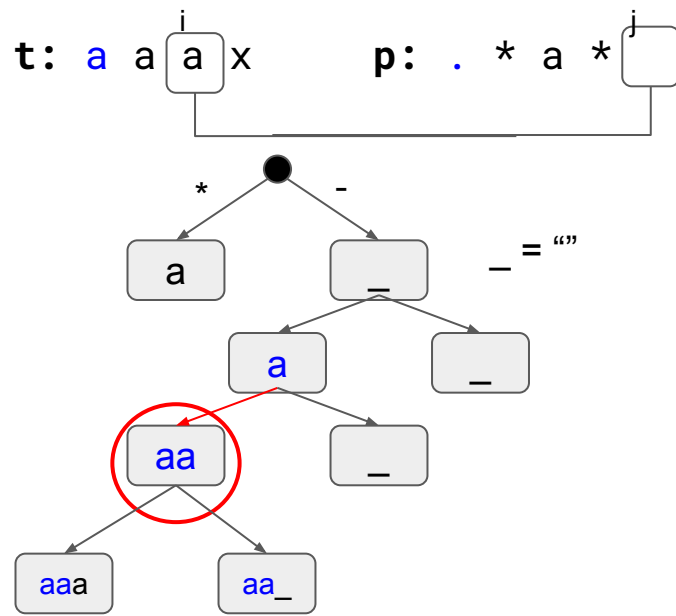 i j
t: a a a x p: . * a *
* -
a _ _ = “”
a _
aa _
aaa aa_